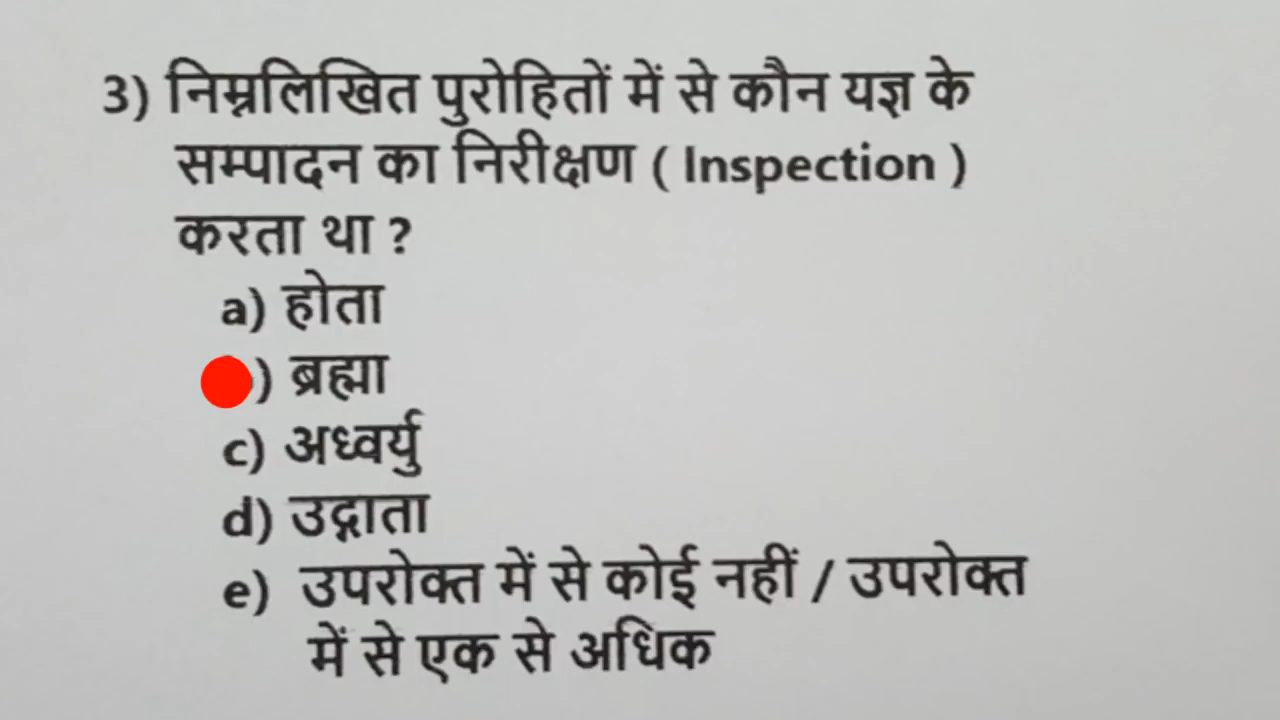 3) निम्नलिखित पुरोहितों में से कौन यज्ञ के
सम्पादन का निरीक्षण ( Inspection )
करता था ?
a) होता
) ब्रह्मा
c) अध्वर्यु
d) उद्गाता
e) उपरोक्त में से कोई नहीं / उपरोक्त
में से एक से अधिक